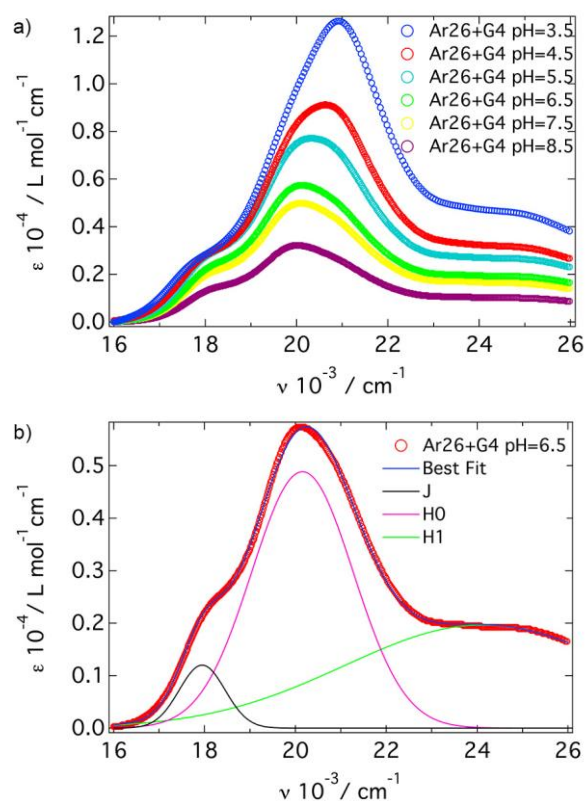 a)
1.2
1.0
0.8
0.6
0.4
0.2
0.0
ε 10⁻⁴ / L mol⁻¹ cm⁻¹
Ar26+G4 pH=3.5
Ar26+G4 pH=4.5
Ar26+G4 pH=5.5
Ar26+G4 pH=6.5
Ar26+G4 pH=7.5
Ar26+G4 pH=8.5
16 18 20 22 24 26
ν 10⁻³ / cm⁻¹
b)
0.5
0.4
0.3
0.2
0.1
0.0
ε 10⁻⁴ / L mol⁻¹ cm⁻¹
Ar26+G4 pH=6.5
Best Fit
J
H0
H1
16 18 20 22 24 26
ν 10⁻³ / cm⁻¹